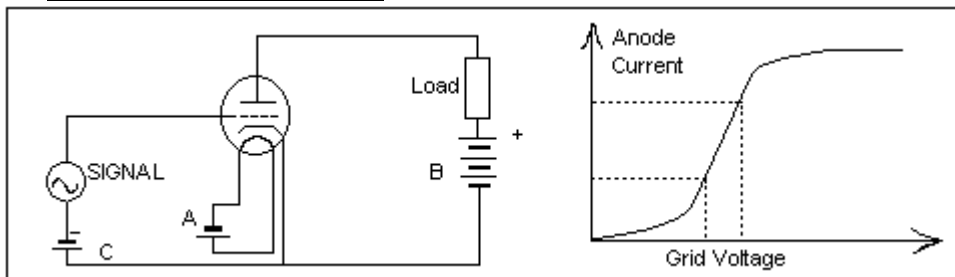 Anode
Current
Load
+
B
SIGNAL
A
C
-
Grid Voltage